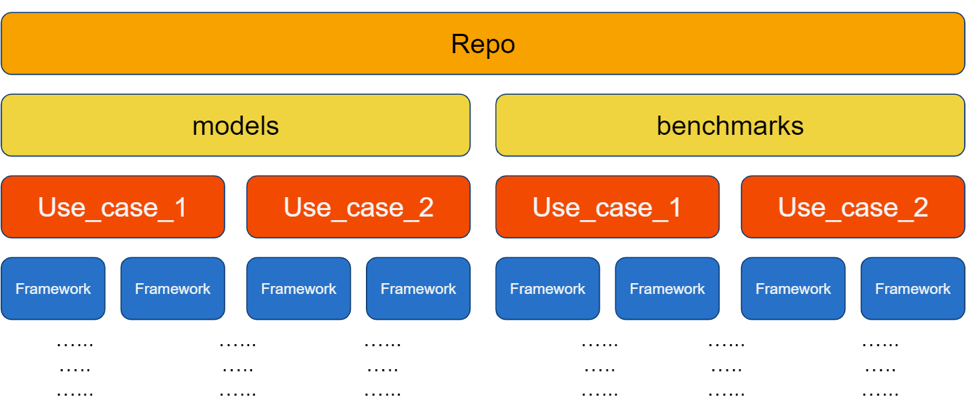 Repo
models benchmarks
Use_case_1 Use_case_2 Use_case_1 Use_case_2
Framework Framework Framework Framework Framework Framework Framework Framework
…... …... …... …... …... …...
….. ….. ….. ….. ….. …..
…... …... …... …... …... …...